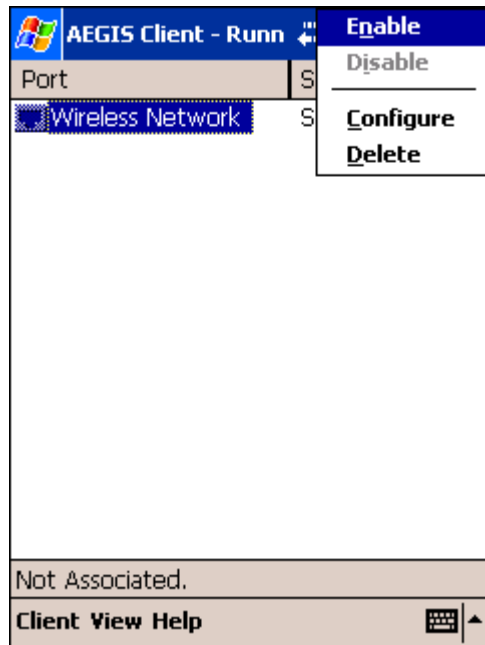 AEGIS Client - Runn
Enable
Disable
Configure
Delete
Port S
Wireless Network S
Not Associated.
Client View Help